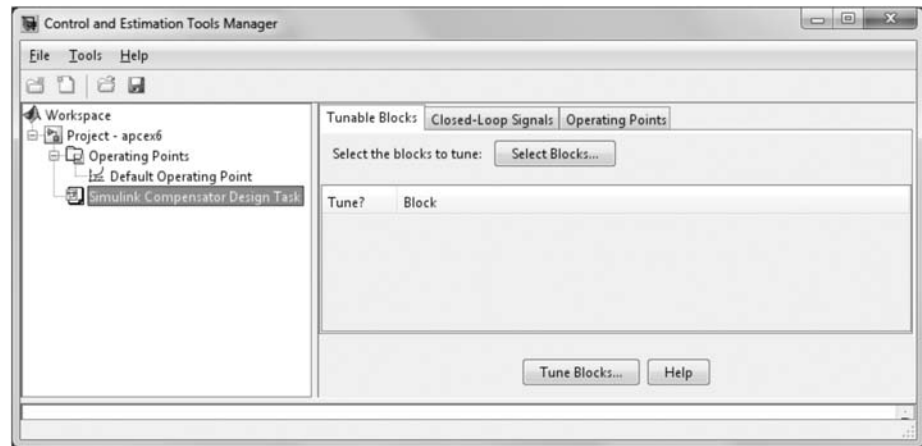 Control and Estimation Tools Manager
File Tools Help
Workspace
Project - apcex6
Operating Points
Default Operating Point
Simulink Compensator Design Task
Tunable Blocks Closed-Loop Signals Operating Points
Select the blocks to tune: Select Blocks...
Tune? Block
Tune Blocks... Help